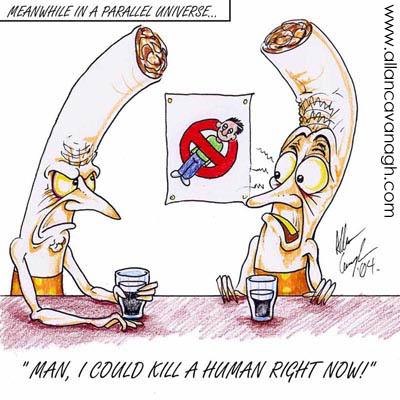 MEANWHILE IN A PARALLEL UNIVERSE...
www.allancavanagh.com
"MAN, I COULD KILL A HUMAN RIGHT NOW!"